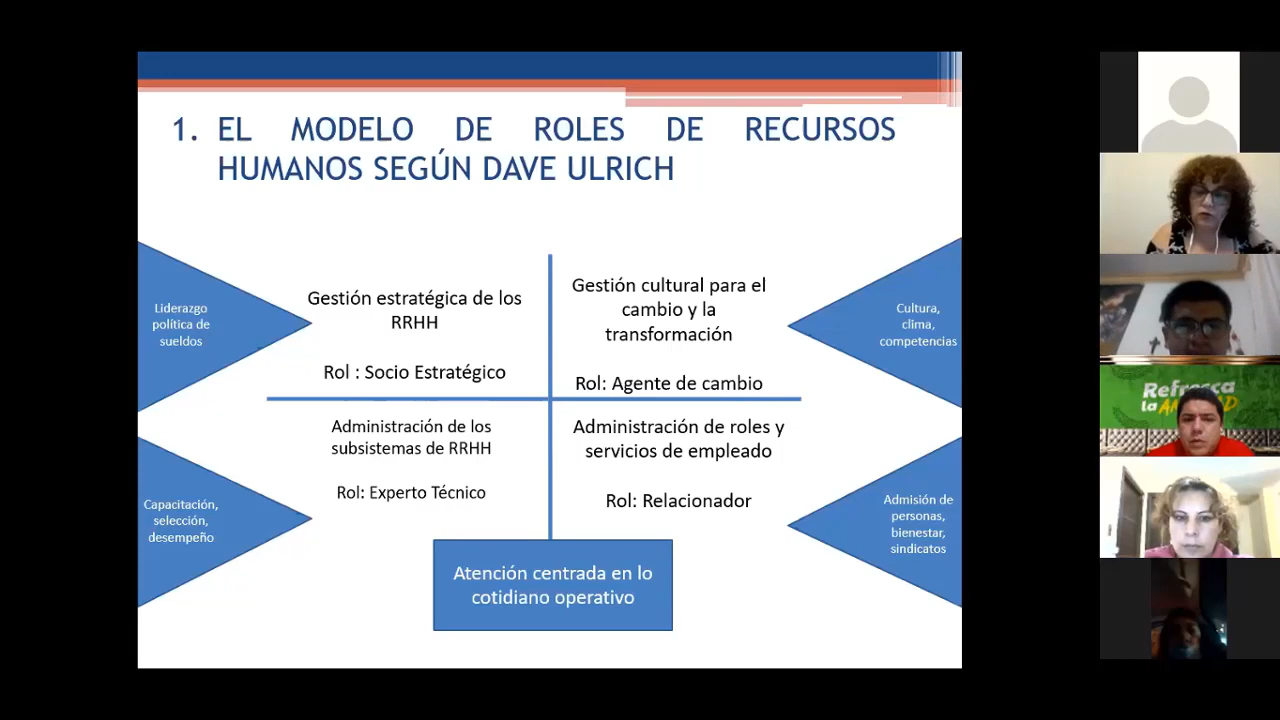 1. EL MODELO DE ROLES DE RECURSOS
HUMANOS SEGÚN DAVE ULRICH
Liderazgo
política de
sueldos
Gestión estratégica de los
RRHH
Rol : Socio Estratégico
Gestión cultural para el
cambio y la
transformación
Rol: Agente de cambio
Cultura,
clima,
competencias
Capacitación,
selección,
desempeño
Administración de los
subsistemas de RRHH
Rol: Experto Técnico
Administración de roles y
servicios de empleado
Rol: Relacionador
Admisión de
personas,
bienestar,
sindicatos
Atención centrada en lo
cotidiano operativo
Refresca
la